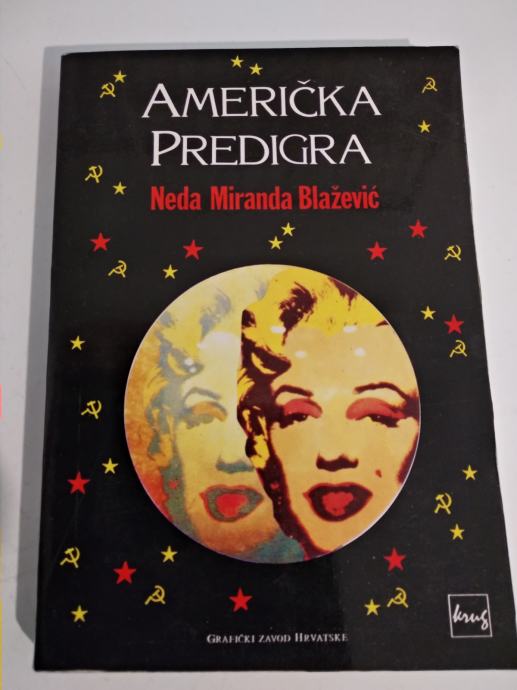 AMERIČKA
PREDIGRA
Neda Miranda Blažević
GRAFIČKI ZAVOD HRVATSKE
krug